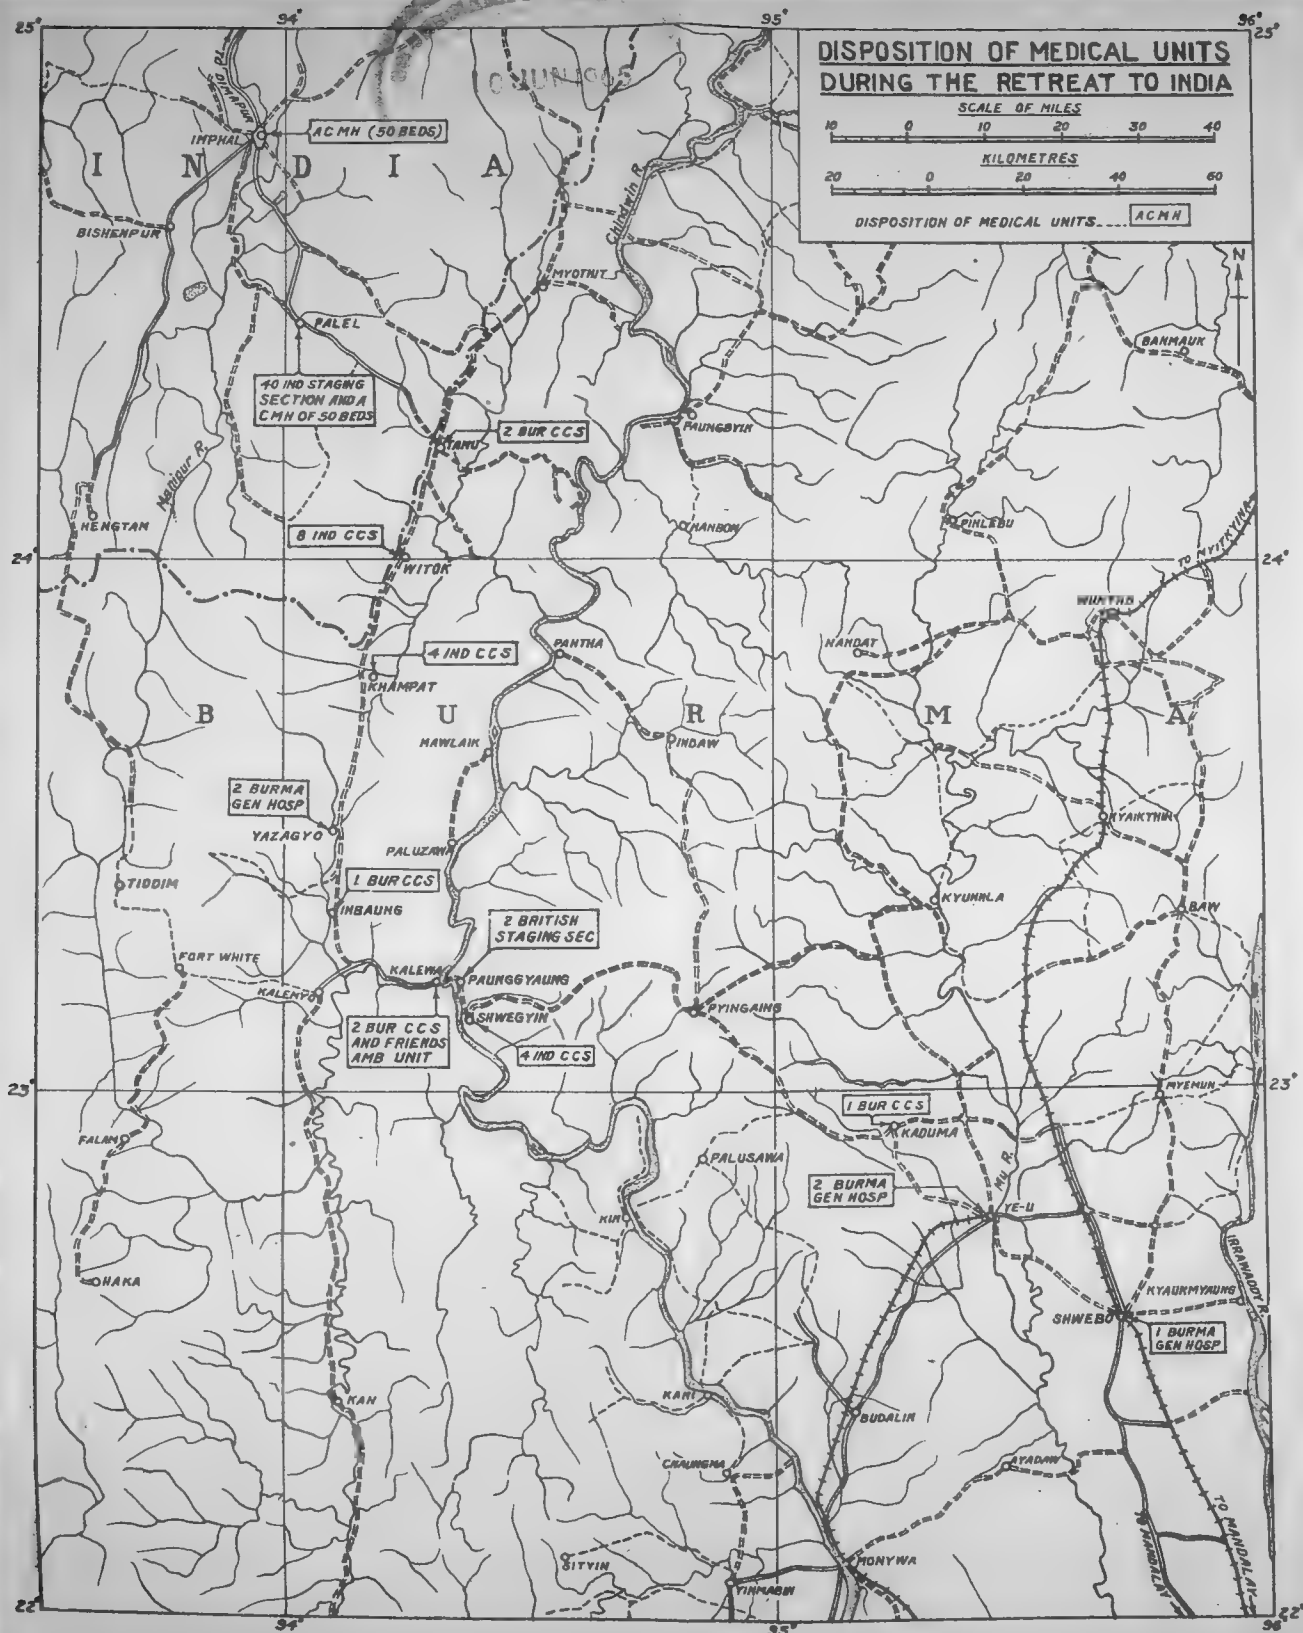 94°
95°
96°
25°
25°
DISPOSITION OF MEDICAL UNITS
DURING THE RETREAT TO INDIA
SCALE OF MILES
10 0 10 20 30 40
KILOMETRES
20 0 20 40 60
DISPOSITION OF MEDICAL UNITS
ACMH
N
TO DIMAPUR
IMPHAL
ACMH (50 BEDS)
INDIA
BISHENPUR
Chindwin R.
MYOTHIT
PALEL
BANMAUK
40 IND STAGING
SECTION AND A
CMH OF 50 BEDS
PAUNGBYIN
2 BUR CCS
TAMU
Manipur R.
HENGTAM
MANBON
PINLEBU
8 IND CCS
24°
24°
WITOK
TO MYITKYINA
WUNTHO
4 IND CCS
PANTHA
NANDAT
KHAMPAT
BURMA
MAWLAIK
INDAW
2 BURMA
GEN HOSP
YAZAGYO
KYAIKTHIN
PALUZAWA
TIDDIM
1 BUR CCS
INBAUNG
KYUNHLA
BAW
2 BRITISH
STAGING SEC
FORT WHITE
KALEWA
PAUNGGYAUNG
KALEMYO
SHWEGYIN
PYINGAING
2 BUR CCS
AND FRIENDS
AMB UNIT
4 IND CCS
23°
23°
MYEMUN
1 BUR CCS
KADUMA
FALAM
PALUSAWA
MU R.
2 BURMA
GEN HOSP
YE-U
KIN
HAKA
IRRAWADDY R.
KYAUKMYAUNG
SHWEBO
1 BURMA
GEN HOSP
KAN
KANI
BUDALIN
CHAUNGMA
AYADAW
TO MANDALAY
TO MANDALAY
GITYIN
MONYWA
YINMABIN
22°
22°
94°
95°
96°